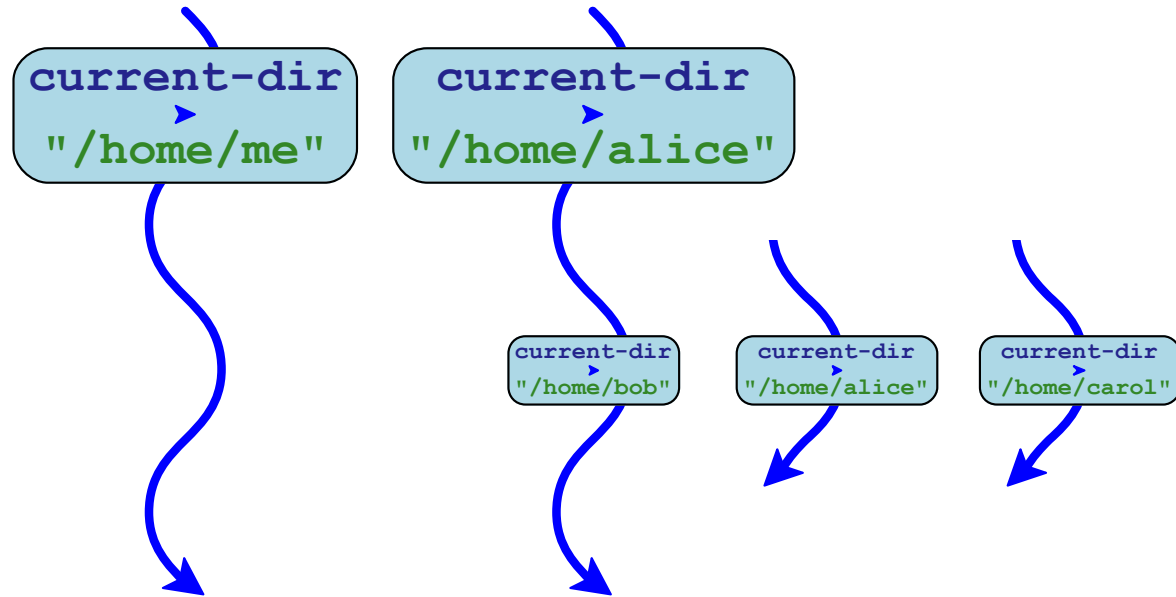 current-dir
"/home/me"
current-dir
"/home/alice"
current-dir
"/home/bob"
current-dir
"/home/alice"
current-dir
"/home/carol"